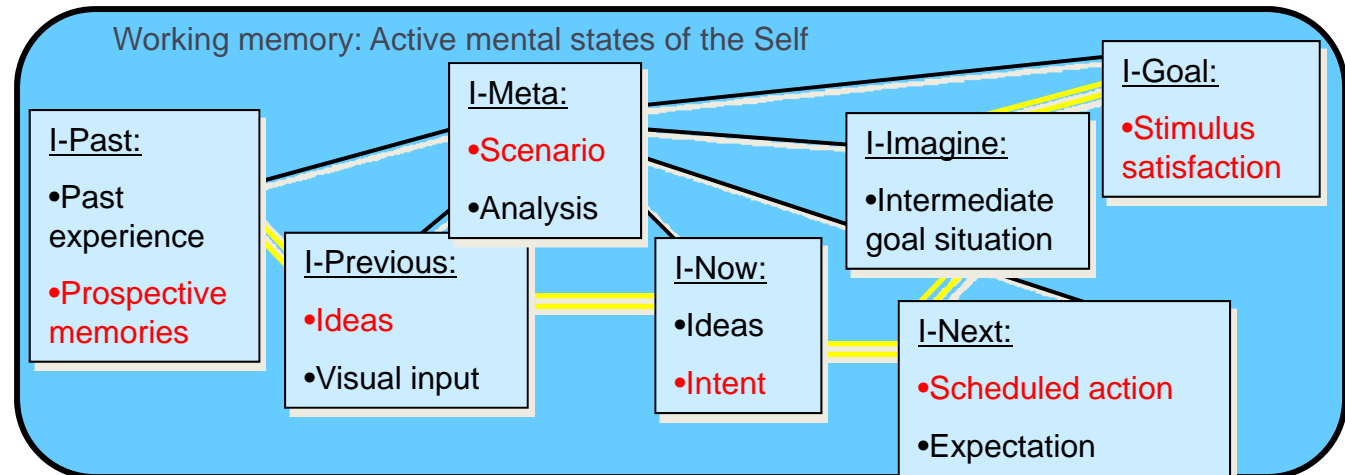 Working memory: Active mental states of the Self
I-Past:
•Past
experience
•Prospective
memories
I-Previous:
•Ideas
•Visual input
I-Meta:
•Scenario
•Analysis
I-Now:
•Ideas
•Intent
I-Imagine:
•Intermediate
goal situation
I-Next:
•Scheduled action
•Expectation
I-Goal:
•Stimulus
satisfaction